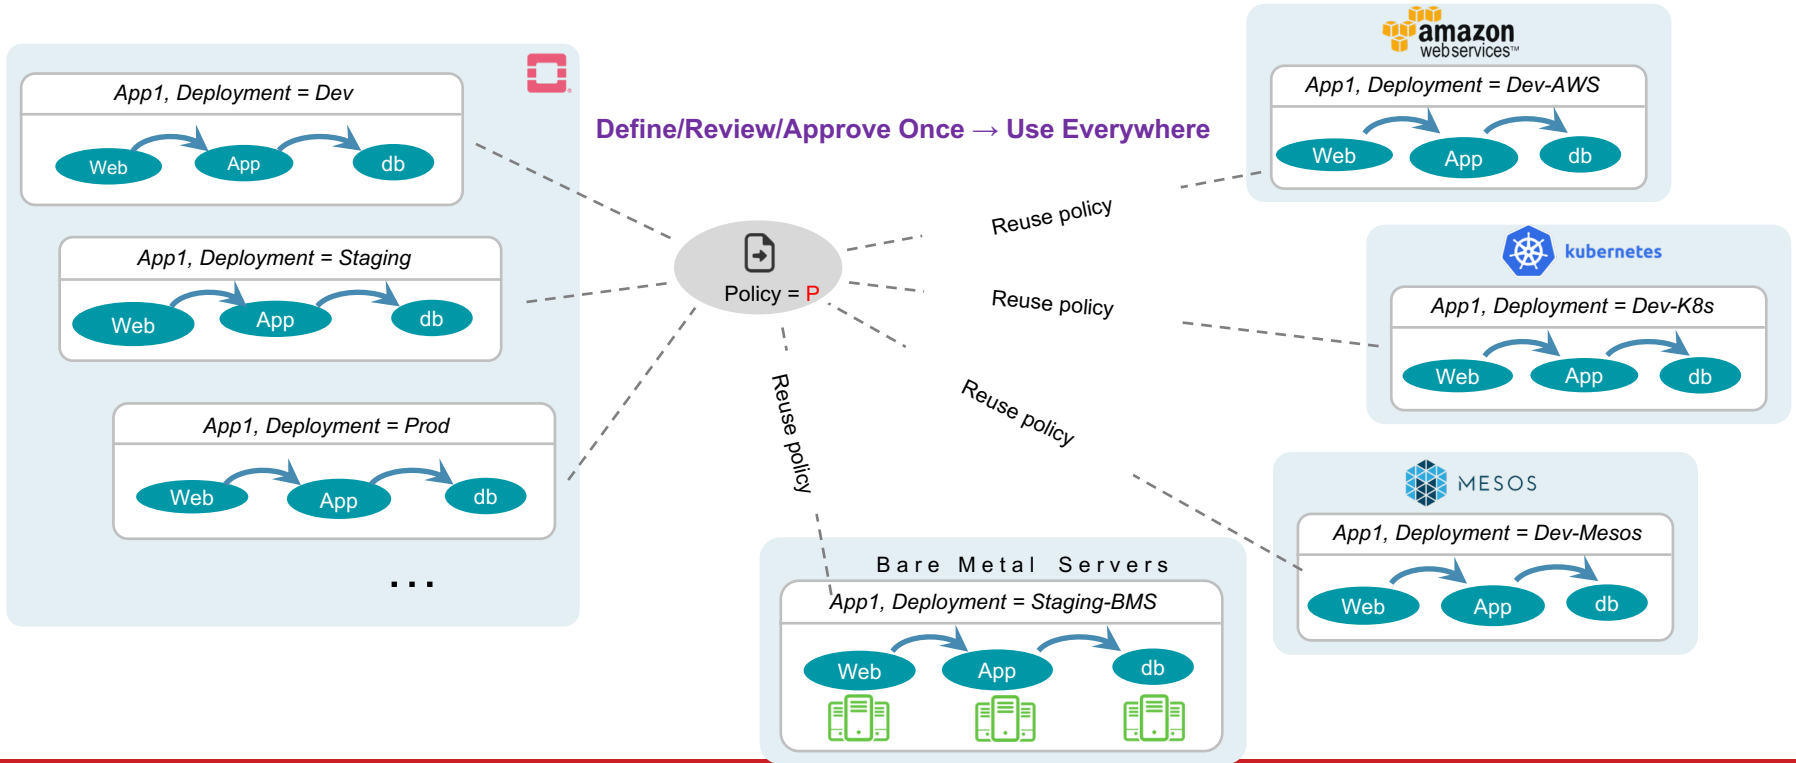 App1, Deployment = Dev
Web
App
db
App1, Deployment = Staging
Web
App
db
App1, Deployment = Prod
Web
App
db
...
Define/Review/Approve Once → Use Everywhere
Policy = P
Reuse policy
Reuse policy
Reuse policy
Reuse policy
amazon
webservices™
App1, Deployment = Dev-AWS
Web
App
db
kubernetes
App1, Deployment = Dev-K8s
Web
App
db
MESOS
App1, Deployment = Dev-Mesos
Web
App
db
Bare Metal Servers
App1, Deployment = Staging-BMS
Web
App
db